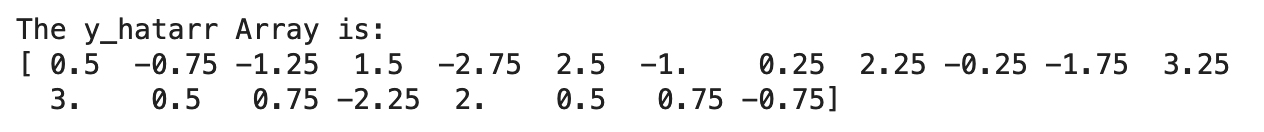 The y_hatarr Array is:
[ 0.5  -0.75 -1.25  1.5  -2.75  2.5  -1.    0.25  2.25 -0.25 -1.75  3.25
  3.    0.5   0.75 -2.25  2.    0.5   0.75 -0.75]